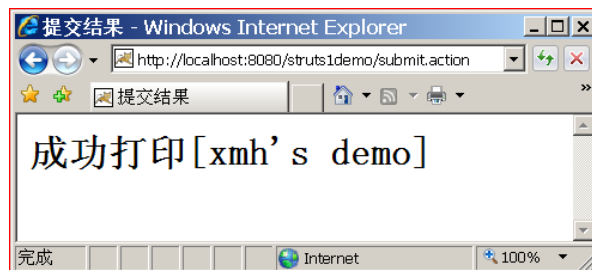 提交结果 - Windows Internet Explorer
http://localhost:8080/struts1demo/submit.action
提交结果
»
成功打印[xmh's demo]
完成 Internet 100%